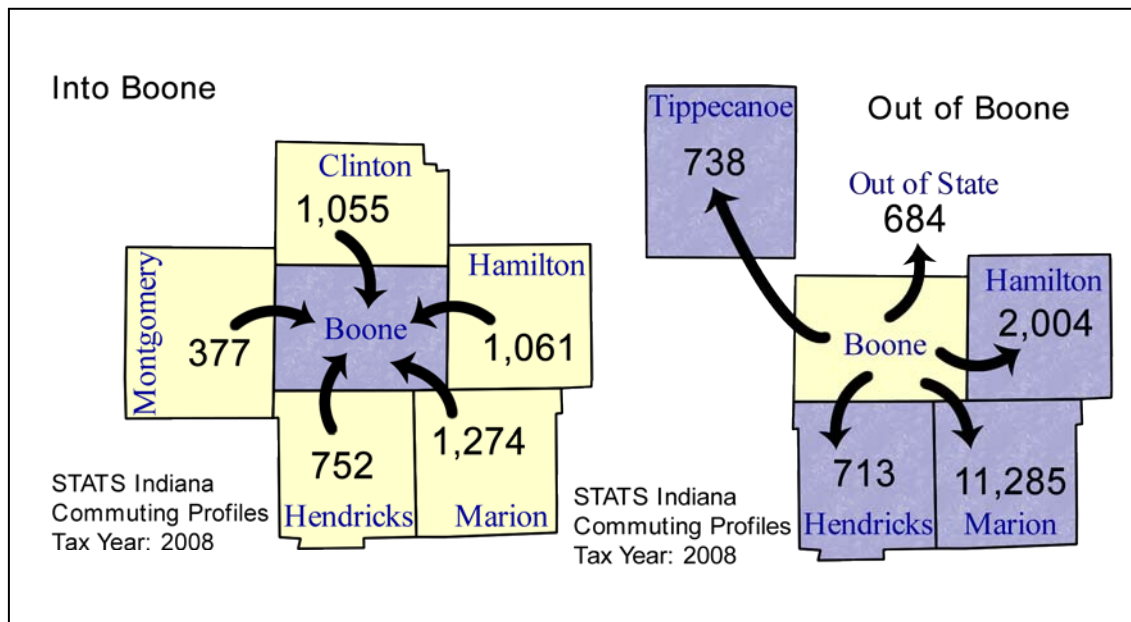 Into Boone
Clinton
1,055
Montgomery
377
Boone
Hamilton
1,061
752
Hendricks
1,274
Marion
STATS Indiana
Commuting Profiles
Tax Year: 2008
Out of Boone
Tippecanoe
738
Out of State
684
Hamilton
2,004
Boone
713
Hendricks
11,285
Marion
STATS Indiana
Commuting Profiles
Tax Year: 2008